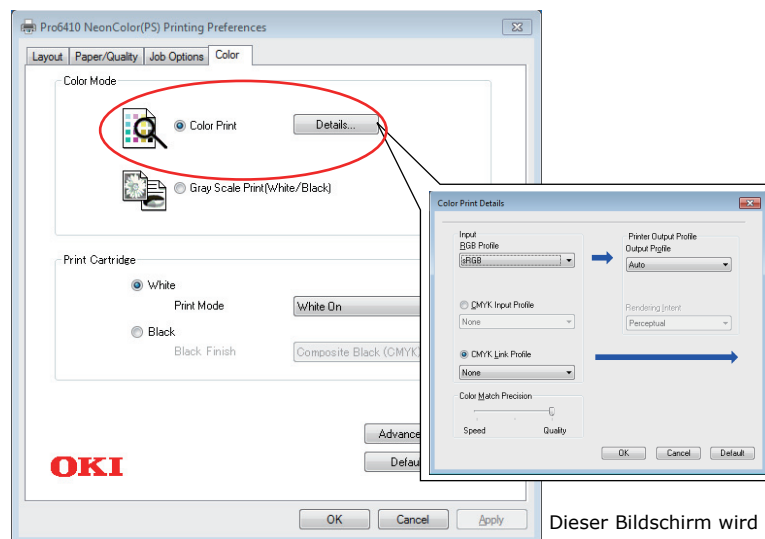 Pro6410 NeonColor(PS) Printing Preferences
Layout Paper/Quality Job Options Color
Color Mode
Color Print Details...
Gray Scale Print(White/Black)
Print Cartridge
White
Print Mode White On
Black
Black Finish Composite Black (CMYK)
OKI
OK Cancel Apply
Color Print Details
Input
RGB Profile
sRGB
Printer Output Profile
Output Profile
Auto
CMYK Input Profile
None
Rendering Intent
Perceptual
CMYK Link Profile
None
Color Match Precision
Speed Quality
OK Cancel Default
Dieser Bildschirm wird